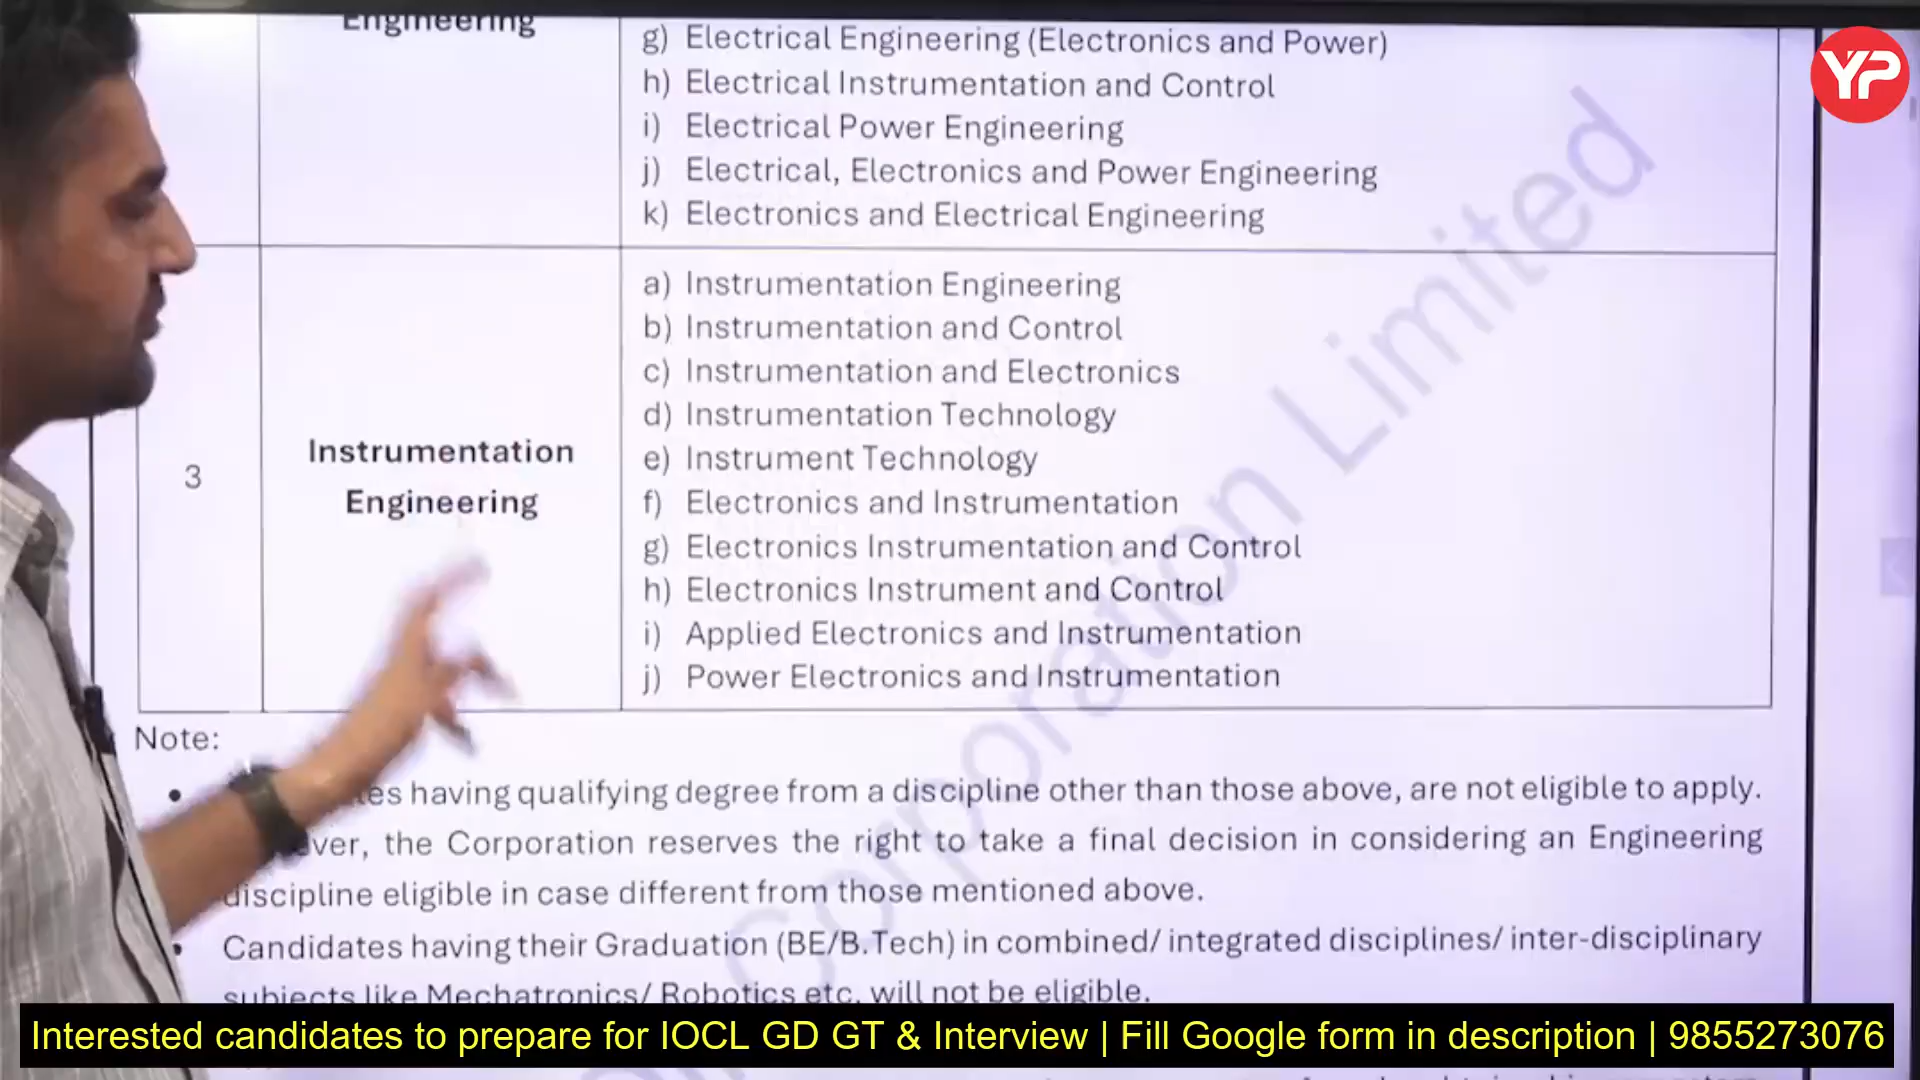 Engineering
g) Electrical Engineering (Electronics and Power)
h) Electrical Instrumentation and Control
i) Electrical Power Engineering
j) Electrical, Electronics and Power Engineering
k) Electronics and Electrical Engineering
3
Instrumentation
Engineering
a) Instrumentation Engineering
b) Instrumentation and Control
c) Instrumentation and Electronics
d) Instrumentation Technology
e) Instrument Technology
f) Electronics and Instrumentation
g) Electronics Instrumentation and Control
h) Electronics Instrument and Control
i) Applied Electronics and Instrumentation
j) Power Electronics and Instrumentation
Note:
having qualifying degree from a discipline other than those above, are not eligible to apply.
the Corporation reserves the right to take a final decision in considering an Engineering
discipline eligible in case different from those mentioned above.
• Candidates having their Graduation (BE/B.Tech) in combined/ integrated disciplines/ inter-disciplinary
subjects like Mechatronics/ Robotics etc. will not be eligible.
Corporation Limited
YP
Interested candidates to prepare for IOCL GD GT & Interview | Fill Google form in description | 9855273076